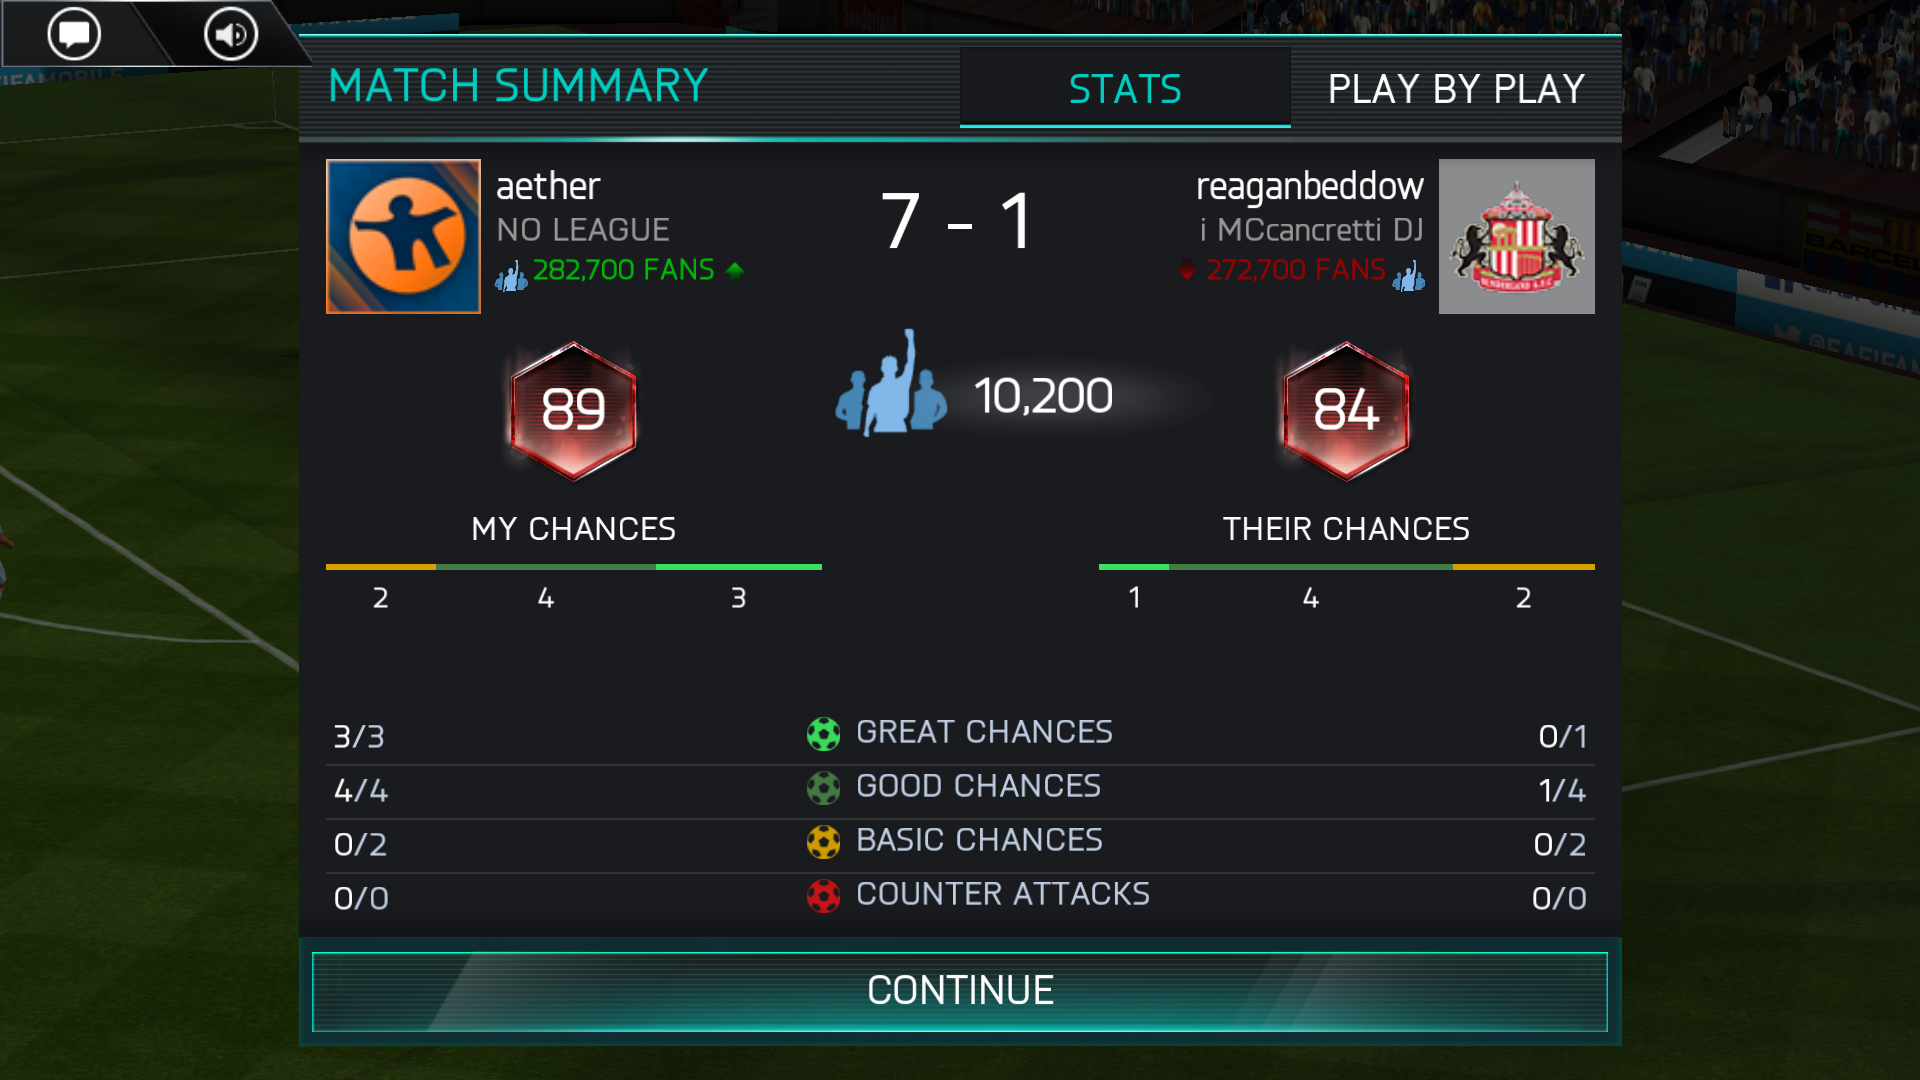 FIFAMOBILE
MATCH SUMMARY
STATS
PLAY BY PLAY
aether
NO LEAGUE
282,700 FANS
7 - 1
reaganbeddow
i MCcancretti DJ
272,700 FANS
SUNDERLAND A.F.C
BARCEL
89
10,200
84
MY CHANCES
THEIR CHANCES
2 4 3
1 4 2
3/3 GREAT CHANCES 0/1
4/4 GOOD CHANCES 1/4
0/2 BASIC CHANCES 0/2
0/0 COUNTER ATTACKS 0/0
CONTINUE